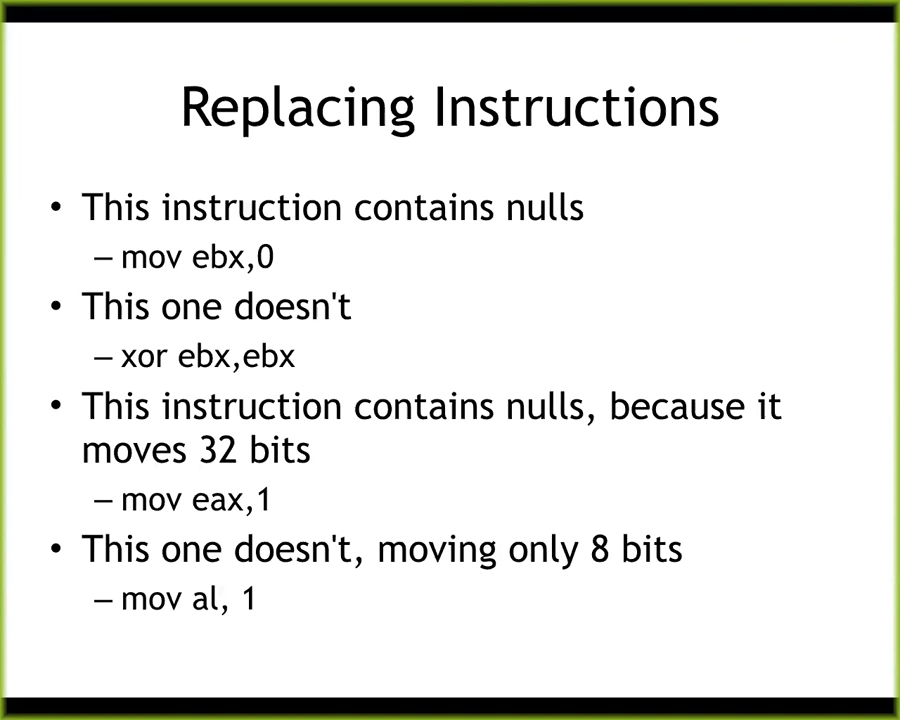 Replacing Instructions
• This instruction contains nulls
– mov ebx,0
• This one doesn't
– xor ebx,ebx
• This instruction contains nulls, because it
moves 32 bits
– mov eax,1
• This one doesn't, moving only 8 bits
– mov al, 1